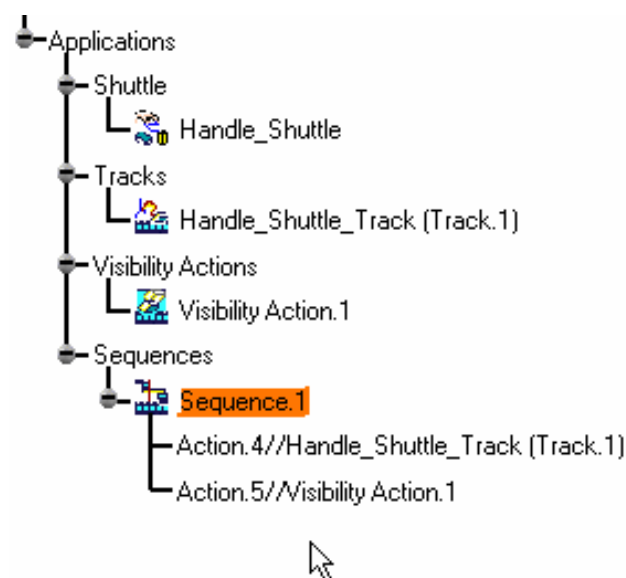 Applications
Shuttle
Handle_Shuttle
Tracks
Handle_Shuttle_Track (Track.1)
Visibility Actions
Visibility Action.1
Sequences
Sequence.1
Action.4//Handle_Shuttle_Track (Track.1)
Action.5//Visibility Action.1